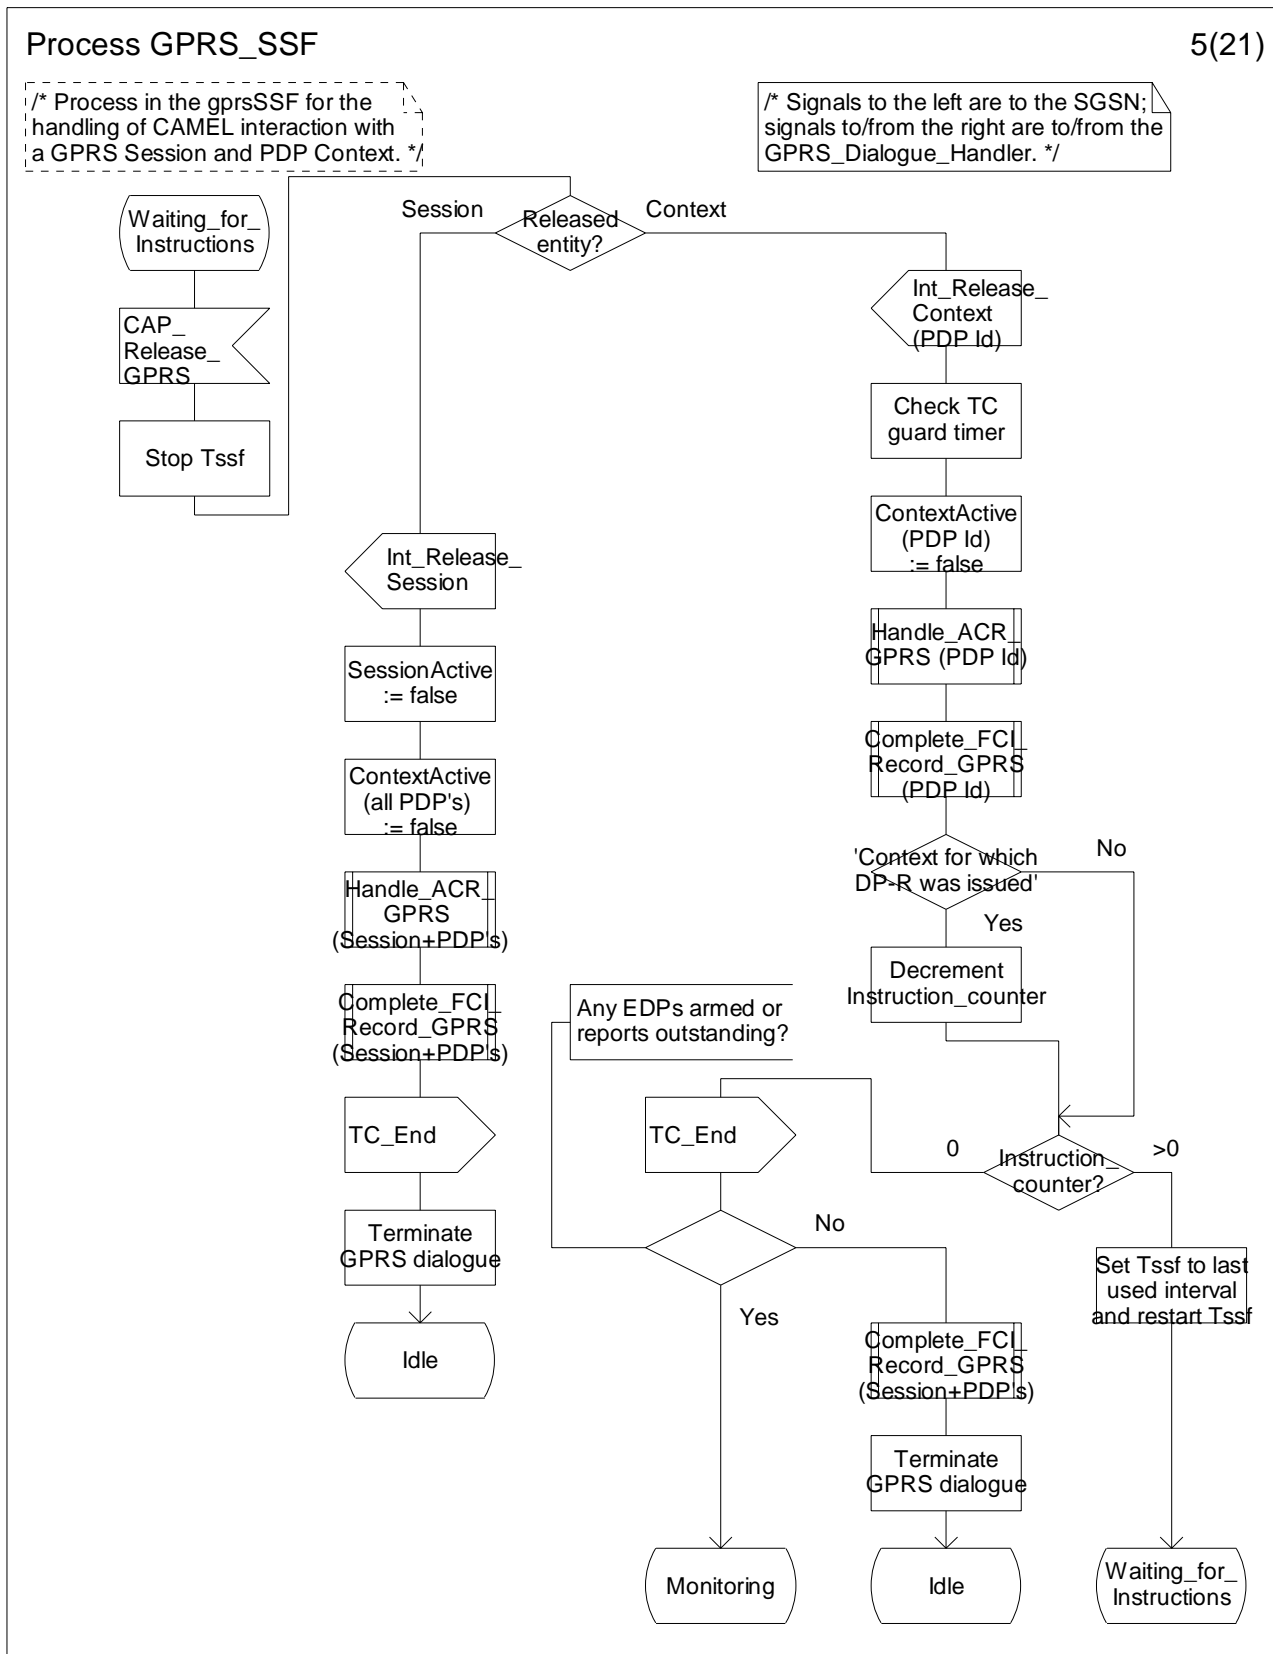 Process GPRS_SSF
5(21)
/* Process in the gprsSSF for the
handling of CAMEL interaction with
a GPRS Session and PDP Context. */
/* Signals to the left are to the SGSN;
signals to/from the right are to/from the
GPRS_Dialogue_Handler. */
Waiting_for_
Instructions
CAP_
Release_
GPRS
Stop Tssf
Session
Released
entity?
Context
Int_Release_
Session
SessionActive
:= false
ContextActive
(all PDP's)
:= false
Handle_ACR_
GPRS
(Session+PDP's)
Complete_FCI_
Record_GPRS
(Session+PDP's)
TC_End
Terminate
GPRS dialogue
Idle
Int_Release_
Context
(PDP Id)
Check TC
guard timer
ContextActive
(PDP Id)
:= false
Handle_ACR_
GPRS (PDP Id)
Complete_FCI_
Record_GPRS
(PDP Id)
'Context for which
DP-R was issued'
No
Yes
Decrement
Instruction_counter
Instruction_
counter?
0
>0
TC_End
Any EDPs armed or
reports outstanding?
No
Yes
Complete_FCI_
Record_GPRS
(Session+PDP's)
Terminate
GPRS dialogue
Set Tssf to last
used interval
and restart Tssf
Monitoring
Idle
Waiting_for_
Instructions